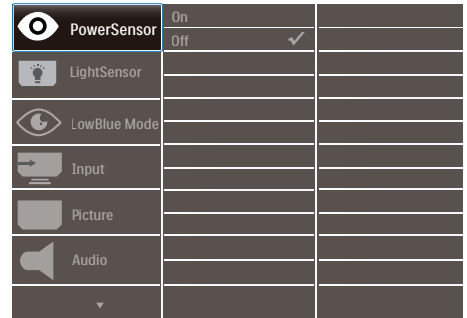 PowerSensor
On
Off
LightSensor
LowBlue Mode
Input
Picture
Audio